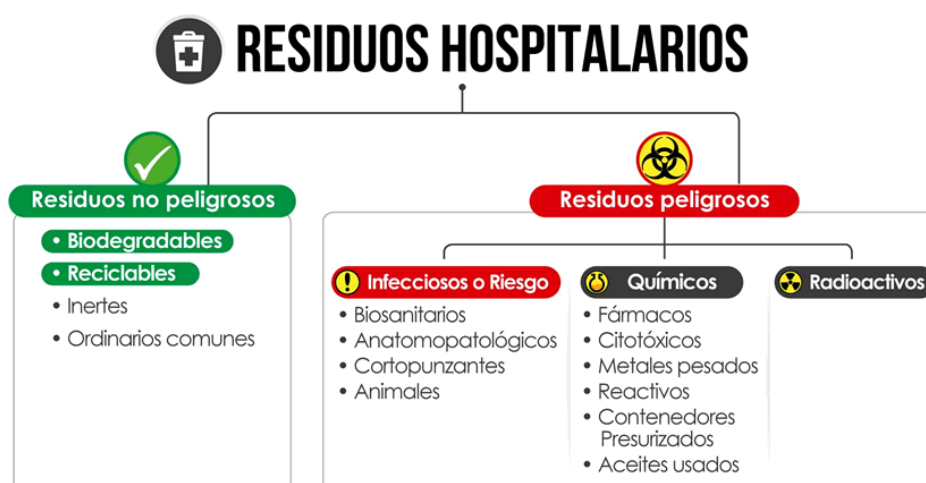 RESIDUOS HOSPITALARIOS
Residuos no peligrosos
• Biodegradables
• Reciclables
• Inertes
• Ordinarios comunes
Residuos peligrosos
Infecciosos o Riesgo
• Biosanitarios
• Anatomopatológicos
• Cortopunzantes
• Animales
Químicos
• Fármacos
• Citotóxicos
• Metales pesados
• Reactivos
• Contenedores
Presurizados
• Aceites usados
Radioactivos